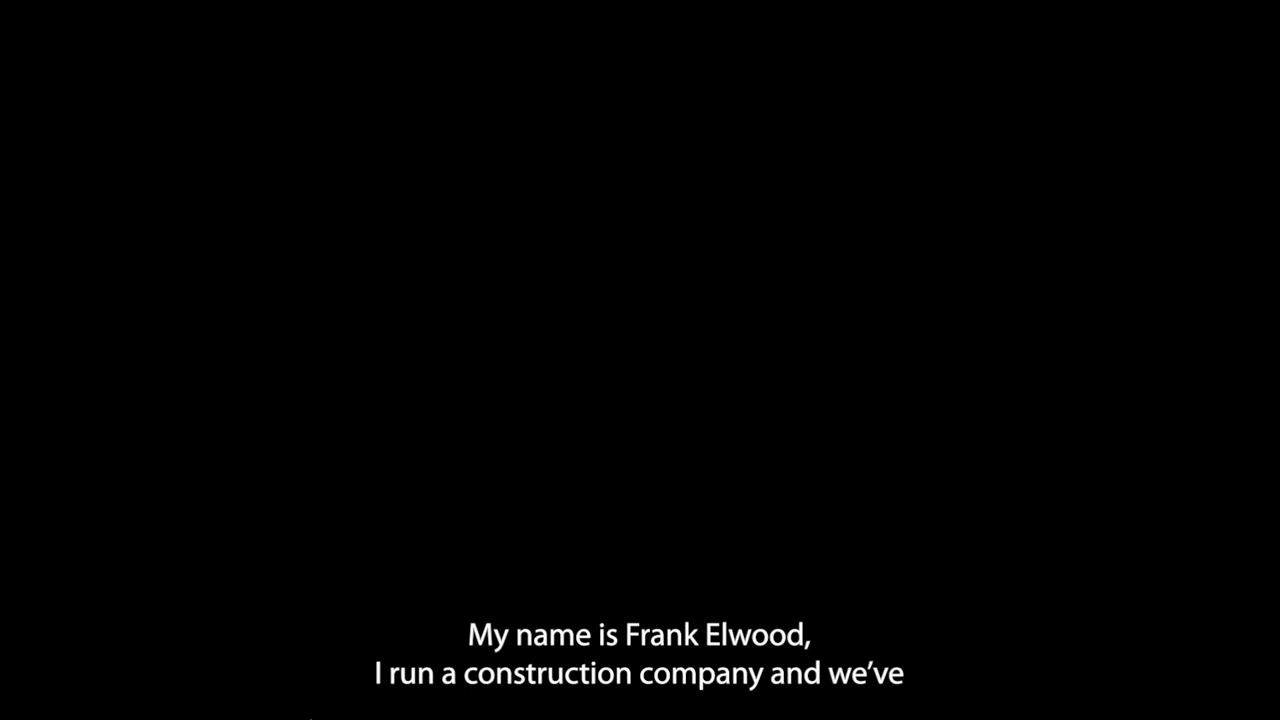 My name is Frank Elwood,
I run a construction company and we’ve